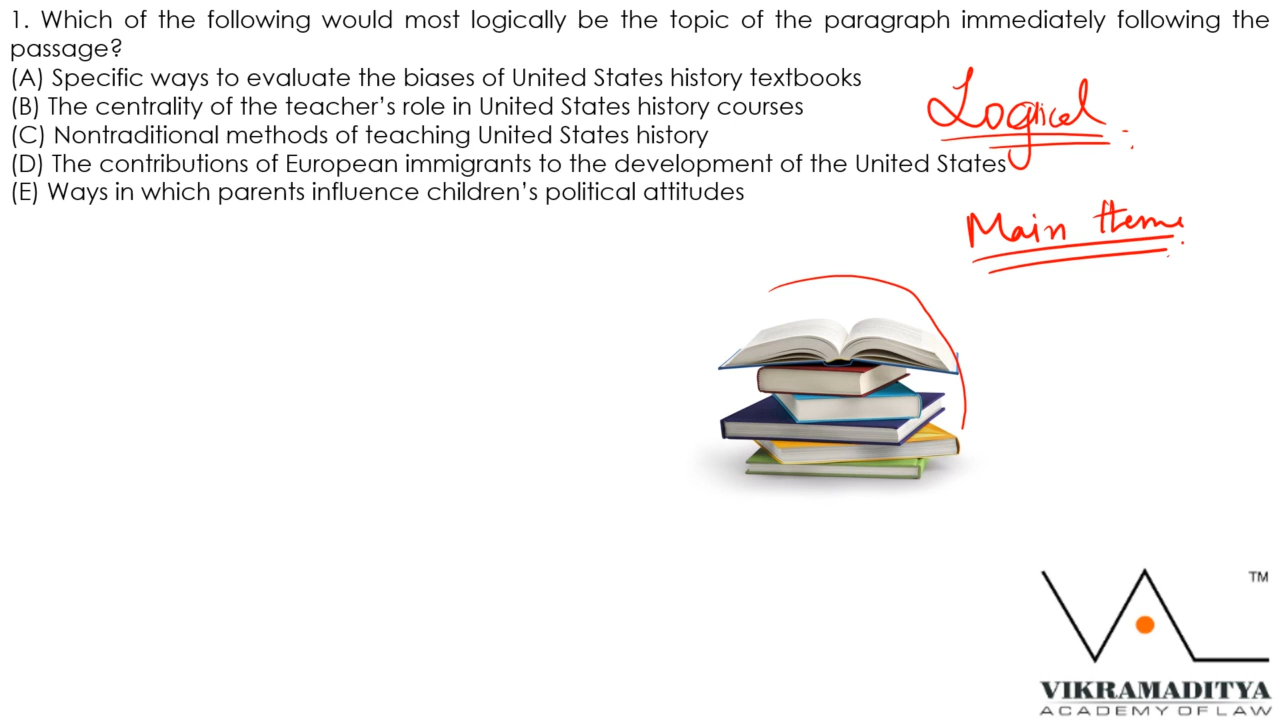 1. Which of the following would most logically be the topic of the paragraph immediately following the
passage?
(A) Specific ways to evaluate the biases of United States history textbooks
(B) The centrality of the teacher's role in United States history courses
(C) Nontraditional methods of teaching United States history
(D) The contributions of European immigrants to the development of the United States
(E) Ways in which parents influence children's political attitudes
Logical
Main
TM
VIKRAMADITYA
ACADEMY OF LAW